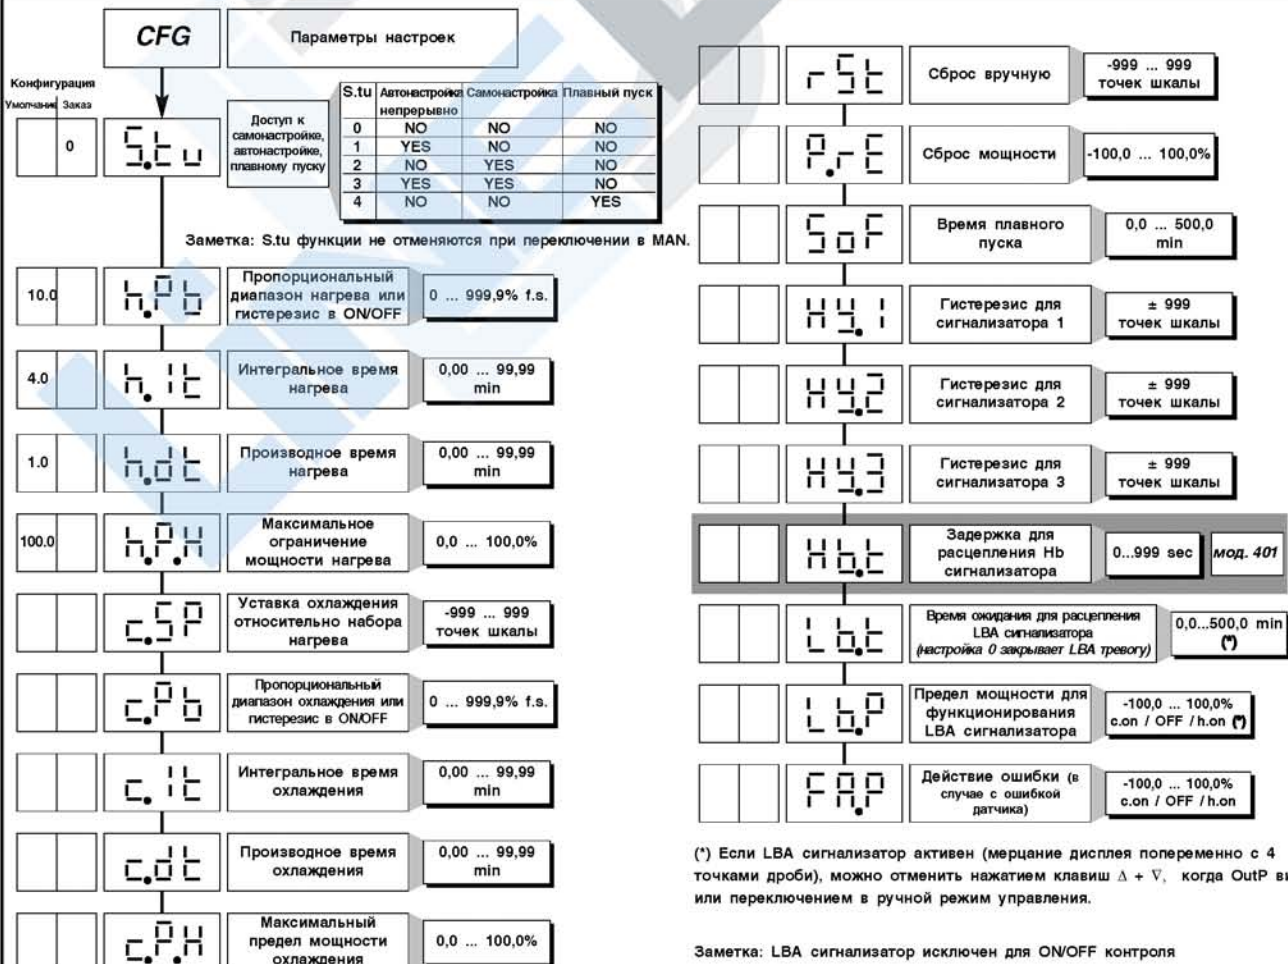 CFG
Параметры настроек
Конфигурация
Умолчание Заказ
0
S.tu
Доступ к
самонастройке,
автонастройке,
плавному пуску
S.tu Автонастройка Самонастройка Плавный пуск
непрерывно
0 NO NO NO
1 YES NO NO
2 NO YES NO
3 YES YES NO
4 NO NO YES
Заметка: S.tu функции не отменяются при переключении в MAN.
10.0
h.Pb
Пропорциональный
диапазон нагрева или
гистерезис в ON/OFF
0 ... 999,9% f.s.
4.0
h.It
Интегральное время
нагрева
0,00 ... 99,99
min
1.0
h.dt
Производное время
нагрева
0,00 ... 99,99
min
100.0
h.P.H
Максимальное
ограничение
мощности нагрева
0,0 ... 100,0%
c.SP
Уставка охлаждения
относительно набора
нагрева
-999 ... 999
точек шкалы
c.Pb
Пропорциональный
диапазон охлаждения или
гистерезис в ON/OFF
0 ... 999,9% f.s.
c.It
Интегральное время
охлаждения
0,00 ... 99,99
min
c.dt
Производное время
охлаждения
0,00 ... 99,99
min
c.P.H
Максимальный
предел мощности
охлаждения
0,0 ... 100,0%
rSt
Сброс вручную
-999 ... 999
точек шкалы
P.rE
Сброс мощности
-100,0 ... 100,0%
SoF
Время плавного
пуска
0,0 ... 500,0
min
Hy.1
Гистерезис для
сигнализатора 1
± 999
точек шкалы
Hy.2
Гистерезис для
сигнализатора 2
± 999
точек шкалы
Hy.3
Гистерезис для
сигнализатора 3
± 999
точек шкалы
Hb.t
Задержка для
расцепления Hb
сигнализатора
0...999 sec
мод. 401
Lb.t
Время ожидания для расцепления
LBA сигнализатора
(настройка 0 закрывает LBA тревогу)
0,0...500,0 min
(*)
Lb.P
Предел мощности для
функционирования
LBA сигнализатора
-100,0 ... 100,0%
c.on / OFF / h.on (*)
FA.P
Действие ошибки (в
случае с ошибкой
датчика)
-100,0 ... 100,0%
c.on / OFF / h.on
(*) Если LBA сигнализатор активен (мерцание дисплея попеременно с 4
точками дроби), можно отменить нажатием клавиш Δ + ∇, когда OutP
или переключением в ручной режим управления.
Заметка: LBA сигнализатор исключен для ON/OFF контроля